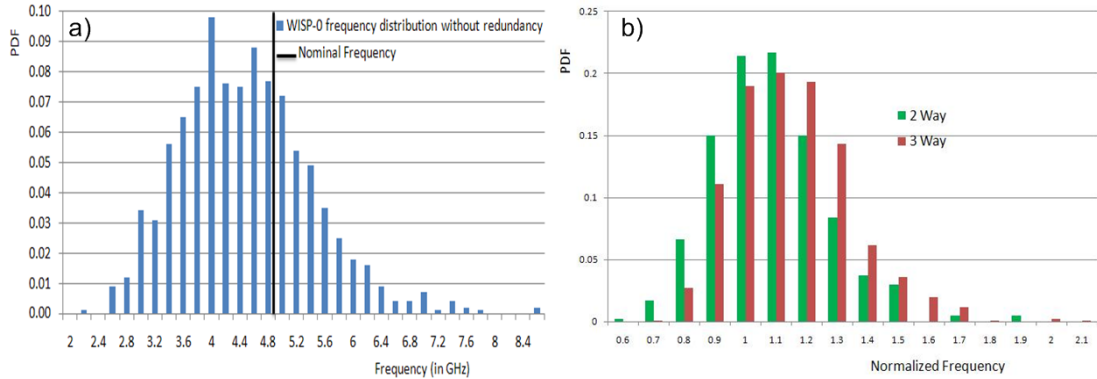 a)
PDF
0.10
0.09
0.08
0.07
0.06
0.05
0.04
0.03
0.02
0.01
0.00
WISP-0 frequency distribution without redundancy
Nominal Frequency
2 2.4 2.8 3.2 3.6 4 4.4 4.8 5.2 5.6 6 6.4 6.8 7.2 7.6 8 8.4
Frequency (in GHz)
b)
PDF
0.25
0.2
0.15
0.1
0.05
0
2 Way
3 Way
0.6 0.7 0.8 0.9 1 1.1 1.2 1.3 1.4 1.5 1.6 1.7 1.8 1.9 2 2.1
Normalized Frequency